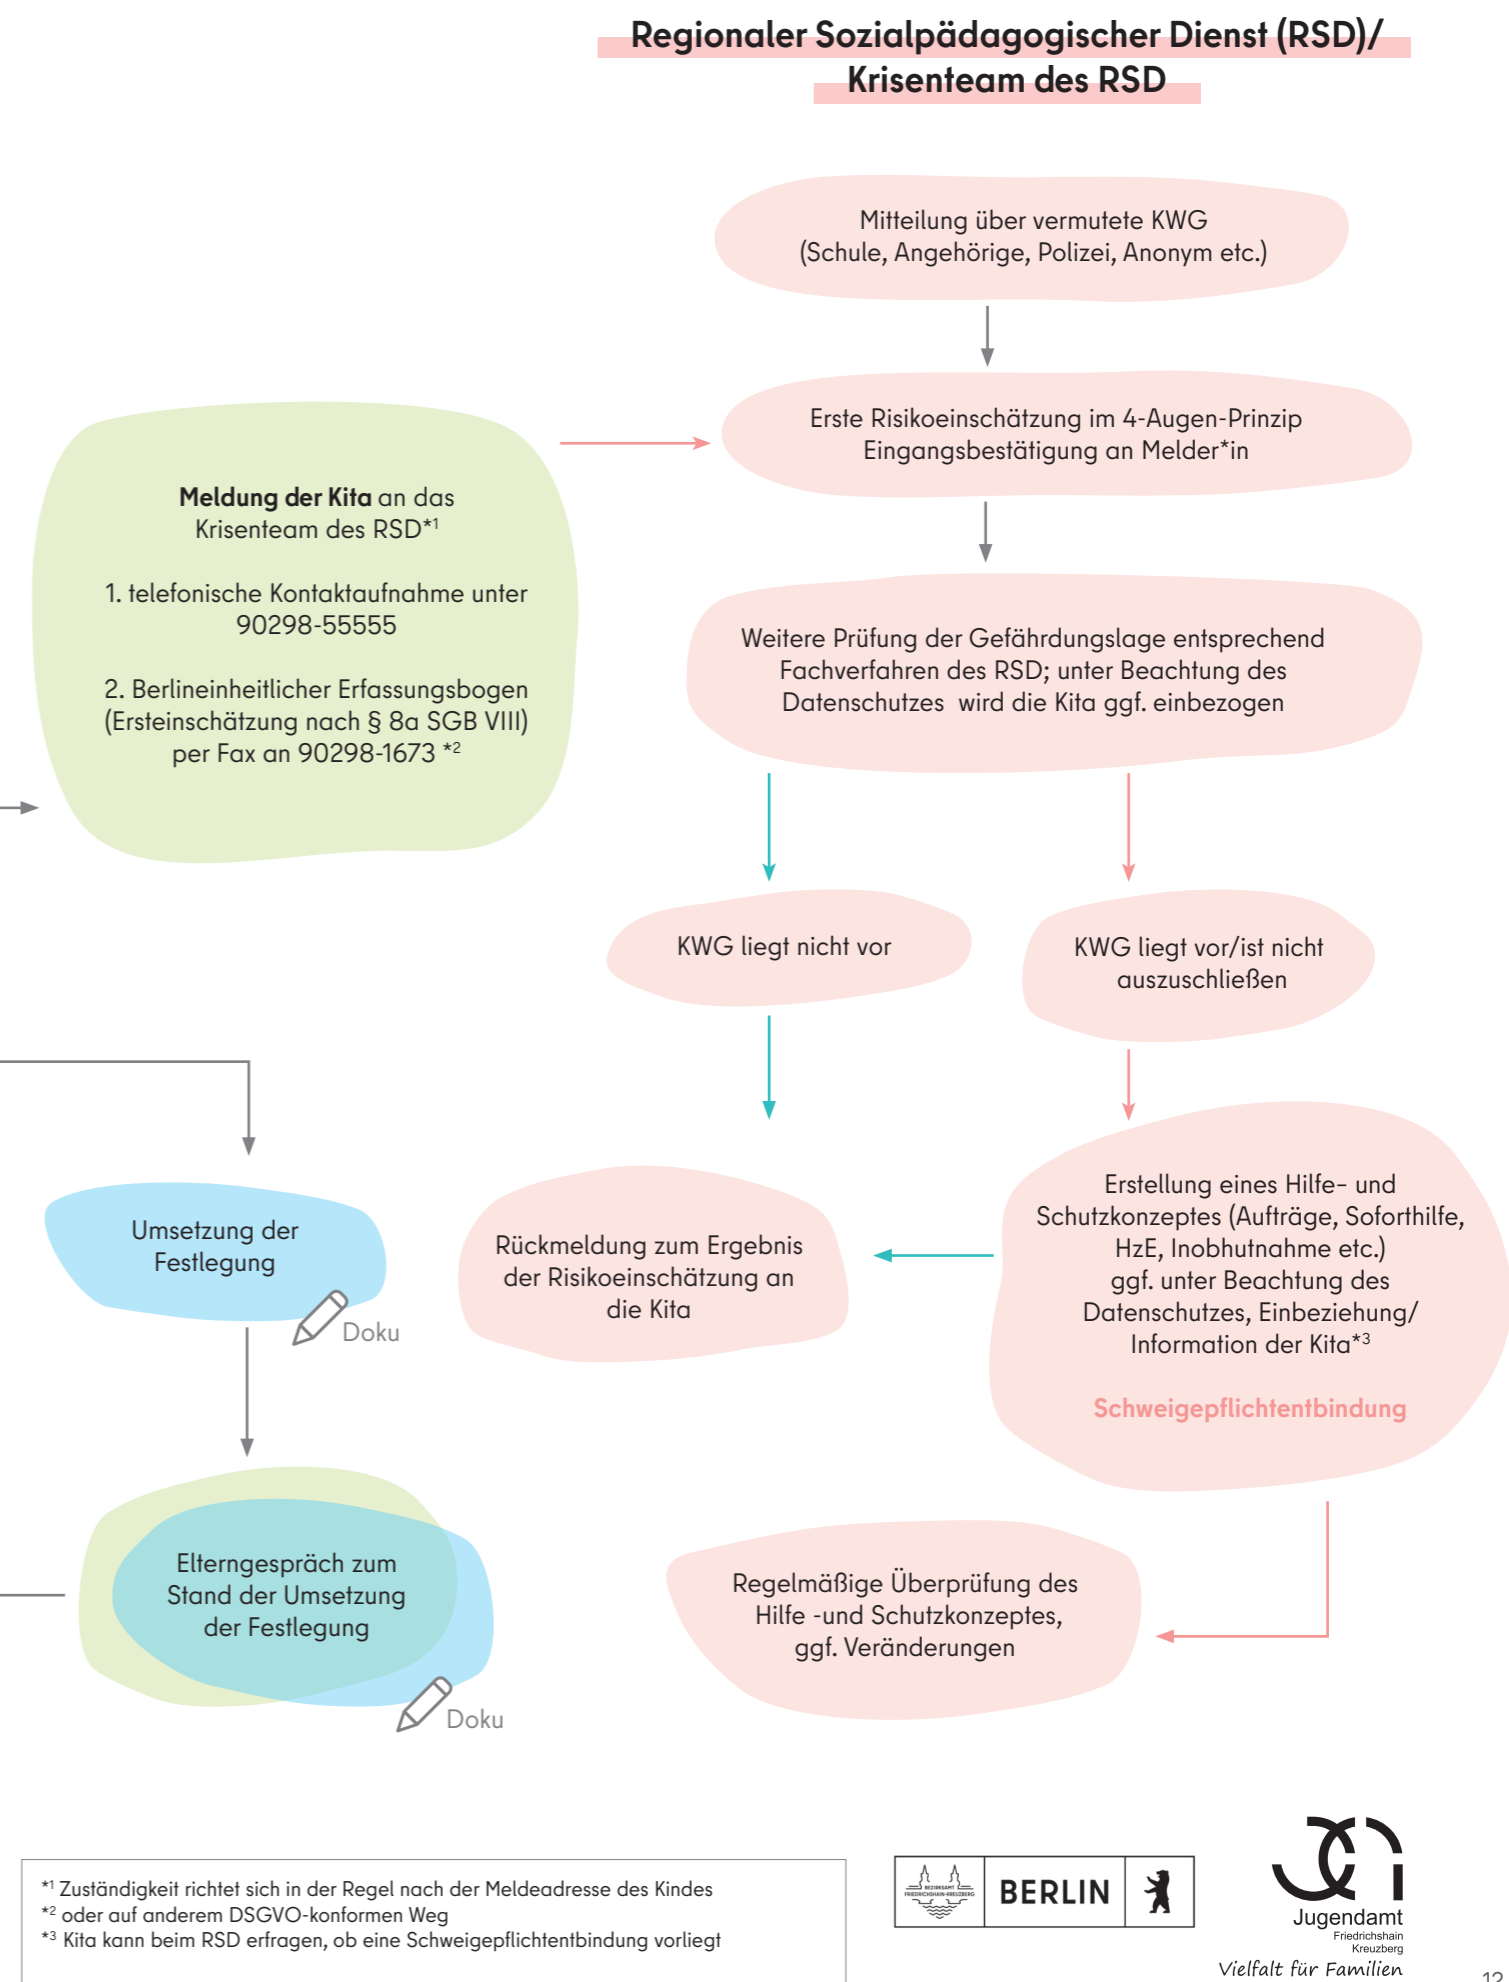 Regionaler Sozialpädagogischer Dienst (RSD)/
Krisenteam des RSD
Mitteilung über vermutete KWG
(Schule, Angehörige, Polizei, Anonym etc.)
Erste Risikoeinschätzung im 4-Augen-Prinzip
Eingangsbestätigung an Melder*in
Meldung der Kita an das
Krisenteam des RSD*1
1. telefonische Kontaktaufnahme unter
90298-55555
2. Berlineinheitlicher Erfassungsbogen
(Ersteinschätzung nach § 8a SGB VIII)
per Fax an 90298-1673 *2
Weitere Prüfung der Gefährdungslage entsprechend
Fachverfahren des RSD; unter Beachtung des
Datenschutzes wird die Kita ggf. einbezogen
KWG liegt nicht vor
KWG liegt vor/ist nicht
auszuschließen
Umsetzung der
Festlegung
Doku
Rückmeldung zum Ergebnis
der Risikoeinschätzung an
die Kita
Erstellung eines Hilfe- und
Schutzkonzeptes (Aufträge, Soforthilfe,
HzE, Inobhutnahme etc.)
ggf. unter Beachtung des
Datenschutzes, Einbeziehung/
Information der Kita*3
Schweigepflichtentbindung
Elterngespräch zum
Stand der Umsetzung
der Festlegung
Doku
Regelmäßige Überprüfung des
Hilfe -und Schutzkonzeptes,
ggf. Veränderungen
*1 Zuständigkeit richtet sich in der Regel nach der Meldeadresse des Kindes
*2 oder auf anderem DSGVO-konformen Weg
*3 Kita kann beim RSD erfragen, ob eine Schweigepflichtentbindung vorliegt
BEZIRKSAMT
FRIEDRICHSHAIN-KREUZBERG
BERLIN
Jugendamt
Friedrichshain
Kreuzberg
Vielfalt für Familien